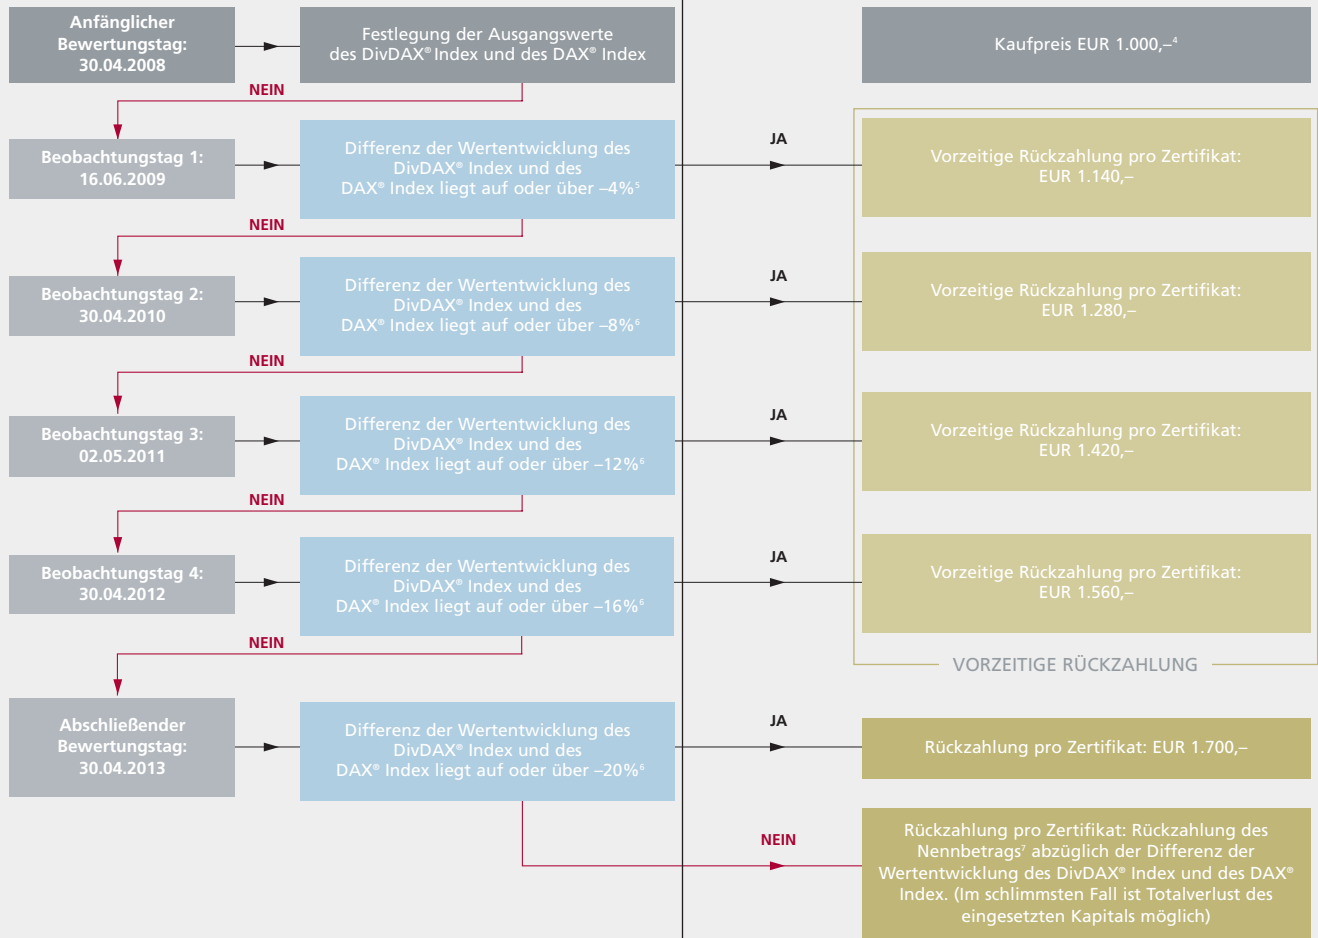 Anfänglicher
Bewertungstag:
30.04.2008
Festlegung der Ausgangswerte
des DivDAX® Index und des DAX® Index
Kaufpreis EUR 1.000,–⁴
NEIN
Beobachtungstag 1:
16.06.2009
Differenz der Wertentwicklung des
DivDAX® Index und des
DAX® Index liegt auf oder über –4%⁵
JA
Vorzeitige Rückzahlung pro Zertifikat:
EUR 1.140,–
NEIN
Beobachtungstag 2:
30.04.2010
Differenz der Wertentwicklung des
DivDAX® Index und des
DAX® Index liegt auf oder über –8%⁶
JA
Vorzeitige Rückzahlung pro Zertifikat:
EUR 1.280,–
NEIN
Beobachtungstag 3:
02.05.2011
Differenz der Wertentwicklung des
DivDAX® Index und des
DAX® Index liegt auf oder über –12%⁶
JA
Vorzeitige Rückzahlung pro Zertifikat:
EUR 1.420,–
NEIN
Beobachtungstag 4:
30.04.2012
Differenz der Wertentwicklung des
DivDAX® Index und des
DAX® Index liegt auf oder über –16%⁶
JA
Vorzeitige Rückzahlung pro Zertifikat:
EUR 1.560,–
NEIN
VORZEITIGE RÜCKZAHLUNG
Abschließender
Bewertungstag:
30.04.2013
Differenz der Wertentwicklung des
DivDAX® Index und des
DAX® Index liegt auf oder über –20%⁶
JA
Rückzahlung pro Zertifikat: EUR 1.700,–
NEIN
Rückzahlung pro Zertifikat: Rückzahlung des
Nennbetrags⁷ abzüglich der Differenz der
Wertentwicklung des DivDAX® Index und des DAX®
Index. (Im schlimmsten Fall ist Totalverlust des
eingesetzten Kapitals möglich)